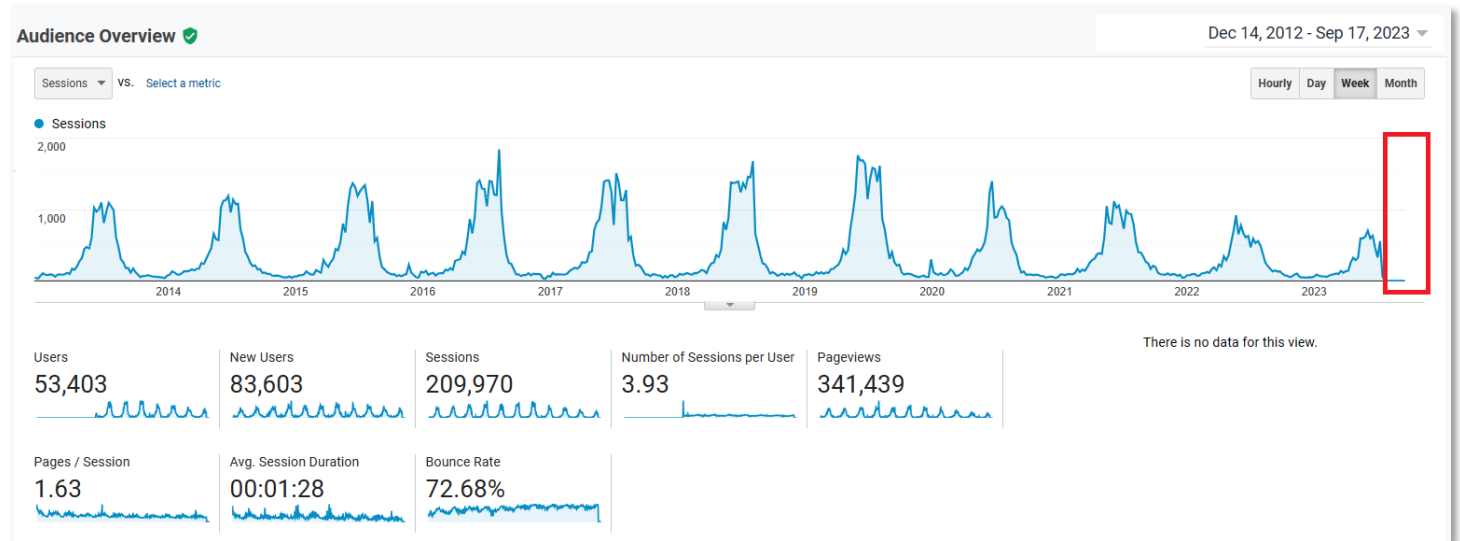 Audience Overview
Dec 14, 2012 - Sep 17, 2023
Sessions VS. Select a metric
Hourly Day Week Month
Sessions
2,000
1,000
2014 2015 2016 2017 2018 2019 2020 2021 2022 2023
There is no data for this view.
Users New Users Sessions Number of Sessions per User Pageviews
53,403 83,603 209,970 3.93 341,439
Pages / Session Avg. Session Duration Bounce Rate
1.63 00:01:28 72.68%